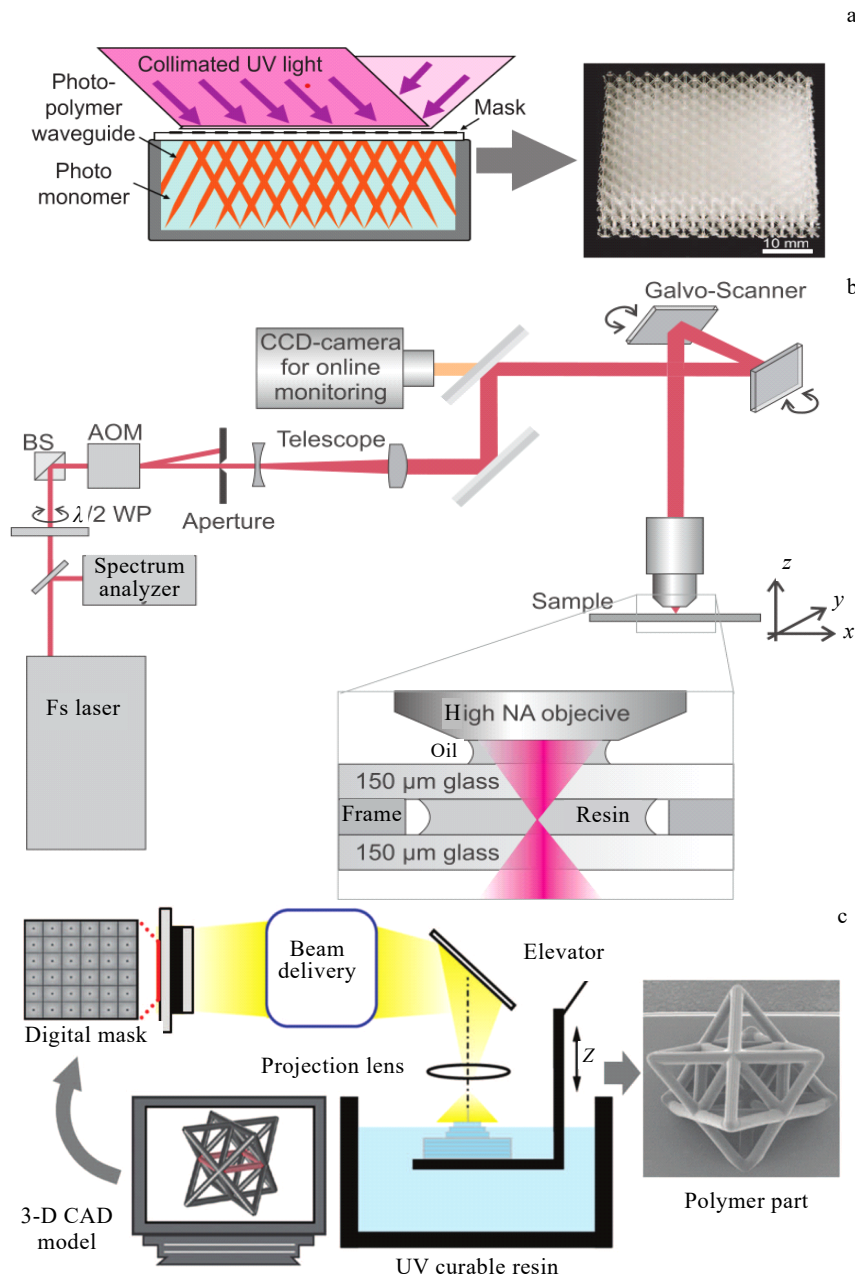 a
Collimated UV light
Photo-
polymer
waveguide
Mask
Photo
monomer
10 mm
b
Galvo-Scanner
CCD-camera
for online
monitoring
BS
AOM
Telescope
λ/2 WP
Aperture
Spectrum
analyzer
Sample
z
y
x
Fs laser
High NA objecive
Oil
150 µm glass
Frame
Resin
150 µm glass
c
Beam
delivery
Elevator
Digital mask
Projection lens
Z
3-D CAD
model
Polymer part
UV curable resin